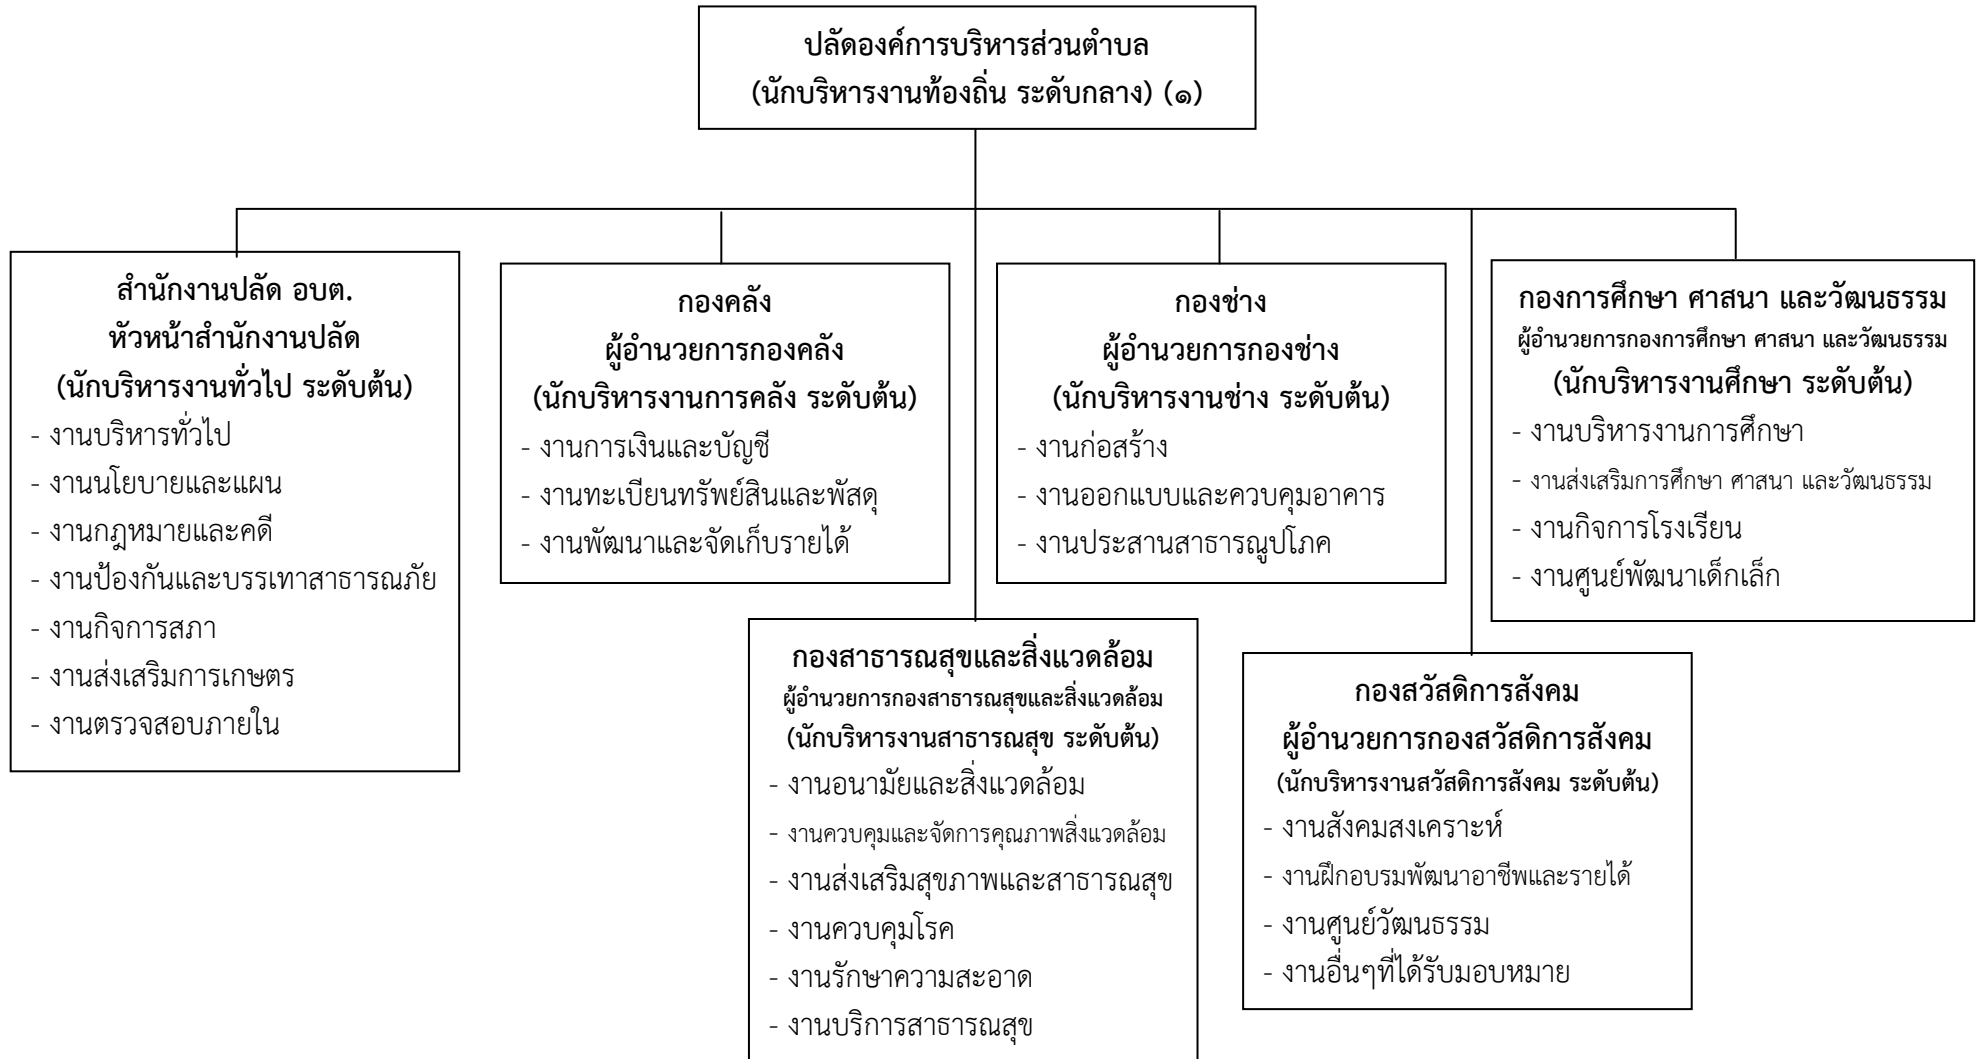 ปลัดองค์การบริหารส่วนตำบล
(นักบริหารงานท้องถิ่น ระดับกลาง) (๑)
สำนักงานปลัด อบต.
หัวหน้าสำนักงานปลัด
(นักบริหารงานทั่วไป ระดับต้น)
- งานบริหารทั่วไป
- งานนโยบายและแผน
- งานกฎหมายและคดี
- งานป้องกันและบรรเทาสาธารณภัย
- งานกิจการสภา
- งานส่งเสริมการเกษตร
- งานตรวจสอบภายใน
กองคลัง
ผู้อำนวยการกองคลัง
(นักบริหารงานการคลัง ระดับต้น)
- งานการเงินและบัญชี
- งานทะเบียนทรัพย์สินและพัสดุ
- งานพัฒนาและจัดเก็บรายได้
กองช่าง
ผู้อำนวยการกองช่าง
(นักบริหารงานช่าง ระดับต้น)
- งานก่อสร้าง
- งานออกแบบและควบคุมอาคาร
- งานประสานสาธารณูปโภค
กองการศึกษา ศาสนา และวัฒนธรรม
ผู้อำนวยการกองการศึกษา ศาสนา และวัฒนธรรม
(นักบริหารงานศึกษา ระดับต้น)
- งานบริหารงานการศึกษา
- งานส่งเสริมการศึกษา ศาสนา และวัฒนธรรม
- งานกิจการโรงเรียน
- งานศูนย์พัฒนาเด็กเล็ก
กองสาธารณสุขและสิ่งแวดล้อม
ผู้อำนวยการกองสาธารณสุขและสิ่งแวดล้อม
(นักบริหารงานสาธารณสุข ระดับต้น)
- งานอนามัยและสิ่งแวดล้อม
- งานควบคุมและจัดการคุณภาพสิ่งแวดล้อม
- งานส่งเสริมสุขภาพและสาธารณสุข
- งานควบคุมโรค
- งานรักษาความสะอาด
- งานบริการสาธารณสุข
กองสวัสดิการสังคม
ผู้อำนวยการกองสวัสดิการสังคม
(นักบริหารงานสวัสดิการสังคม ระดับต้น)
- งานสังคมสงเคราะห์
- งานฝึกอบรมพัฒนาอาชีพและรายได้
- งานศูนย์วัฒนธรรม
- งานอื่นๆที่ได้รับมอบหมาย